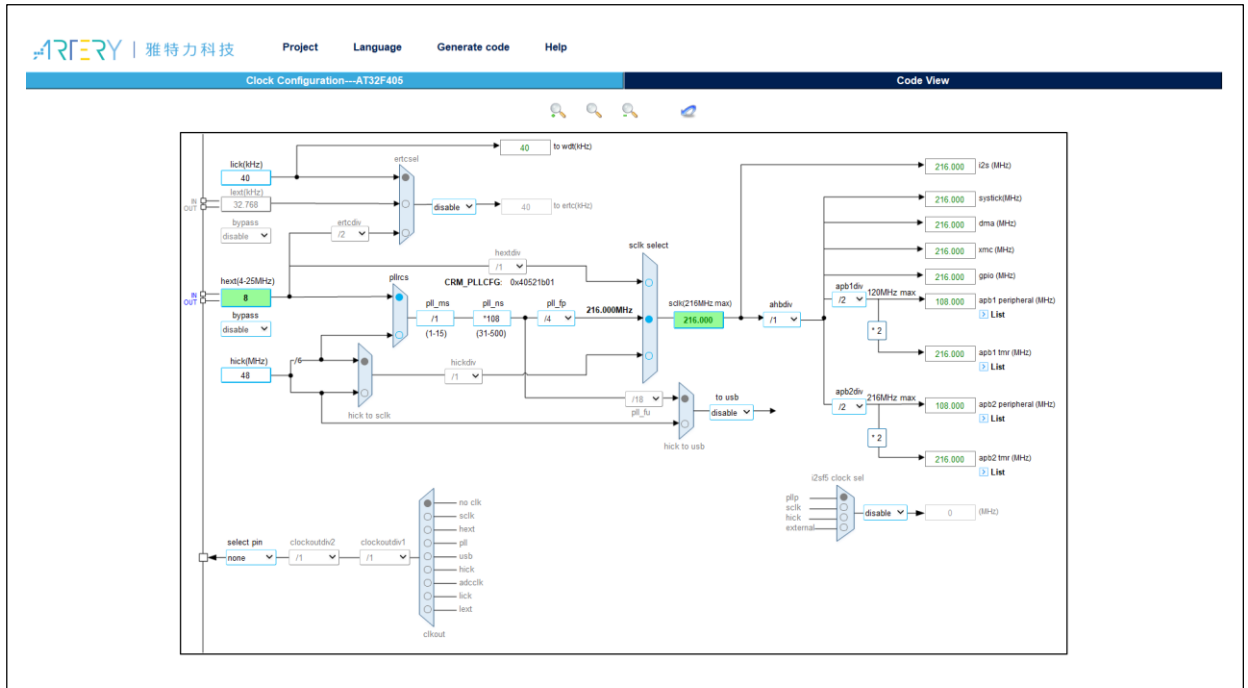 ARTERY | 雅特力科技 Project Language Generate code Help
Clock Configuration---AT32F405 Code View
40 to wdt(kHz)
lick(kHz)
40
ertcsel
i2s (MHz)
216.000
lext(kHz)
IN
OUT
32.768
bypass
disable
ertcdiv
/2
disable
40 to ertc(kHz)
216.000 systick(MHz)
216.000 dma (MHz)
216.000 xmc (MHz)
216.000 gpio (MHz)
sclk select
hextdiv
/1
hext(4-25MHz)
IN
OUT
8
bypass
disable
pllrcs
CRM_PLLCFG: 0x40521b01
pll_ms pll_ns pll_fp
/1 *108 /4
(1-15) (31-500)
216.000MHz
sclk(216MHz max)
216.000
ahbdiv
/1
apb1div
/2
120MHz max
108.000 apb1 peripheral (MHz)
List
* 2
216.000 apb1 tmr (MHz)
List
hick(MHz)
48
/6
hick to sclk
hickdiv
/1
/18
pll_fu
to usb
disable
hick to usb
apb2div
/2
216MHz max
108.000 apb2 peripheral (MHz)
List
* 2
216.000 apb2 tmr (MHz)
List
i2sf5 clock sel
pllp
sclk
hick
external
disable
0 (MHz)
no clk
sclk
hext
pll
usb
hick
adcclk
lick
lext
clkout
select pin clockoutdiv2 clockoutdiv1
none /1 /1